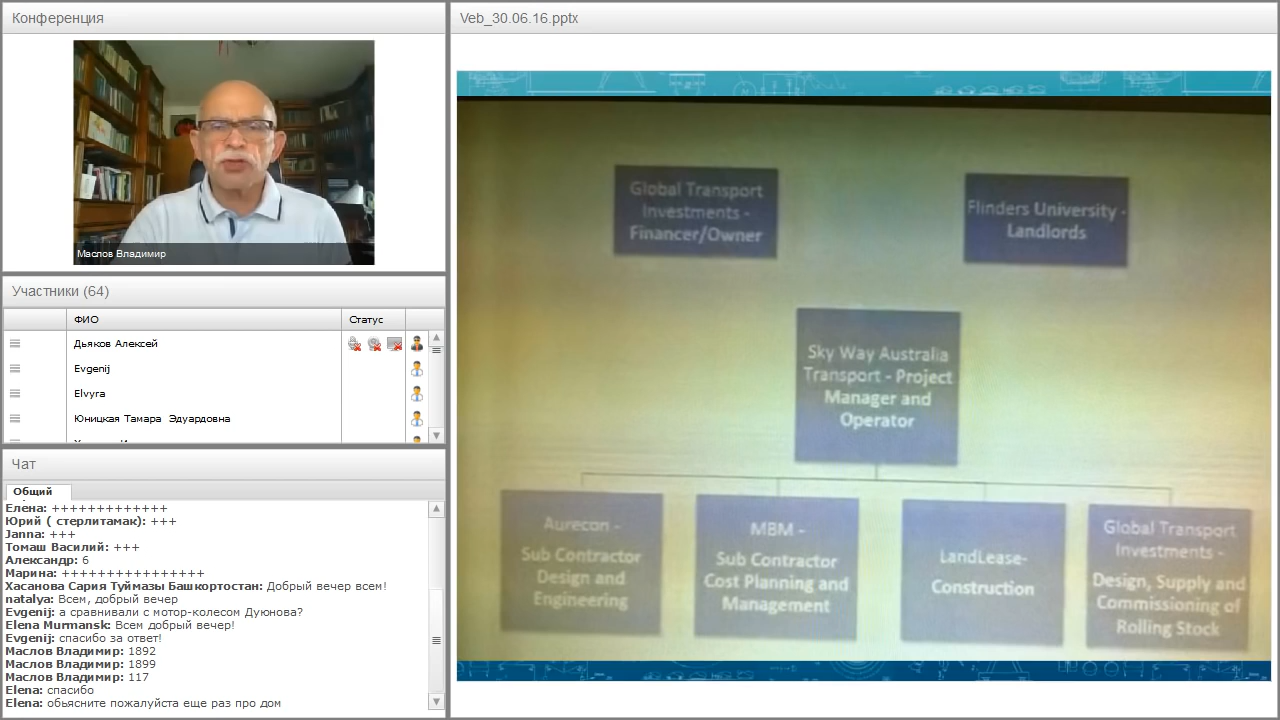 Конференция
Маслов Владимир
Участники (64)
ФИО
Статус
Дьяков Алексей
Evgenij
Elvyra
Юницкая Тамара Эдуардовна
Чат
Общий
Елена: +++++++++++++
Юрий ( стерлитамак): +++
Janna: +++
Томаш Василий: +++
Александр: 6
Марина: ++++++++++++++++
Хасанова Сария Туймазы Башкортостан: Добрый вечер всем!
natalya: Всем, добрый вечер
Evgenij: а сравнивали с мотор-колесом Дуюнова?
Elena Murmansk: Всем добрый вечер!
Evgenij: спасибо за ответ!
Маслов Владимир: 1892
Маслов Владимир: 1899
Маслов Владимир: 117
Elena: спасибо
Elena: обьясните пожалуйста еще раз про дом
Veb_30.06.16.pptx
Global Transport
Investments -
Financer/Owner
Flinders University -
Landlords
Sky Way Australia
Transport - Project
Manager and
Operator
Aurecon -
Sub Contractor
Design and
Engineering
MBM -
Sub Contractor
Cost Planning and
Management
LandLease-
Construction
Global Transport
Investments -
Design, Supply and
Commissioning of
Rolling Stock